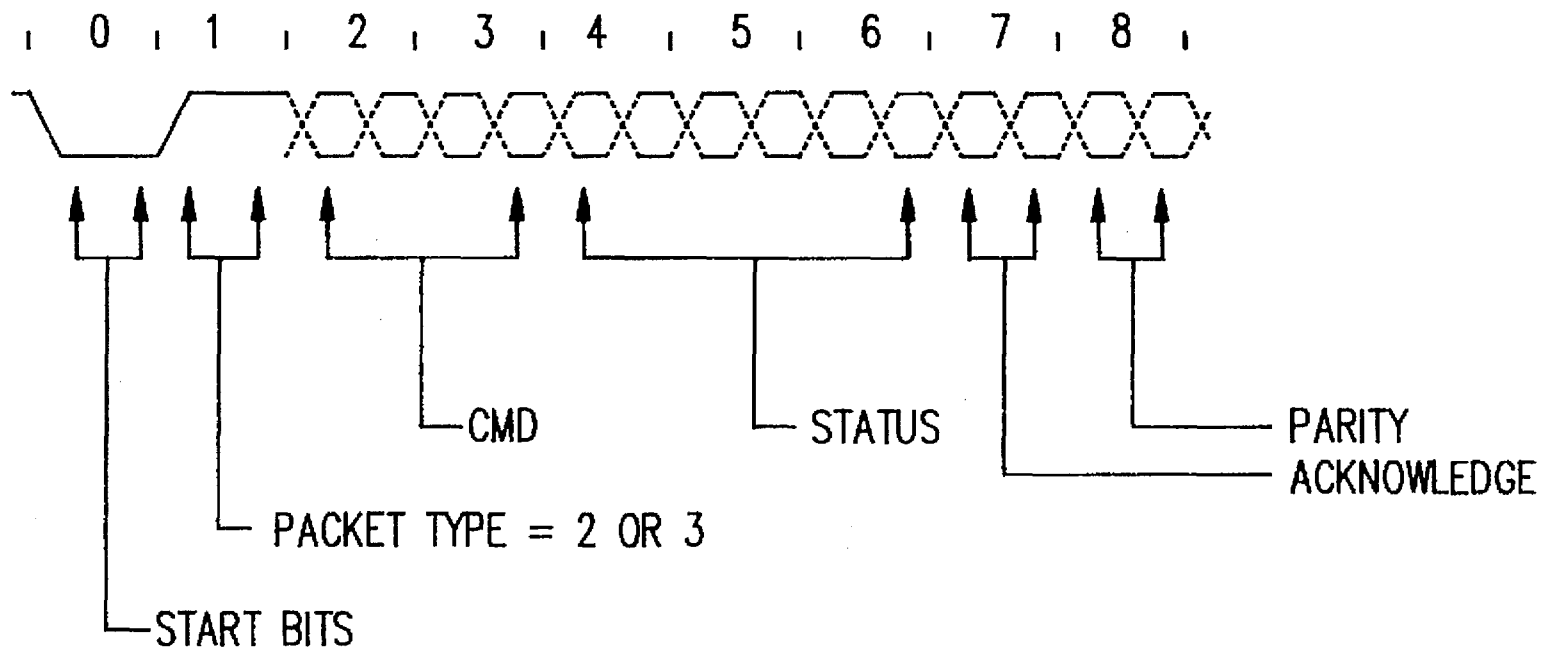 0 1 2 3 4 5 6 7 8
CMD
STATUS
PARITY
ACKNOWLEDGE
PACKET TYPE = 2 OR 3
START BITS